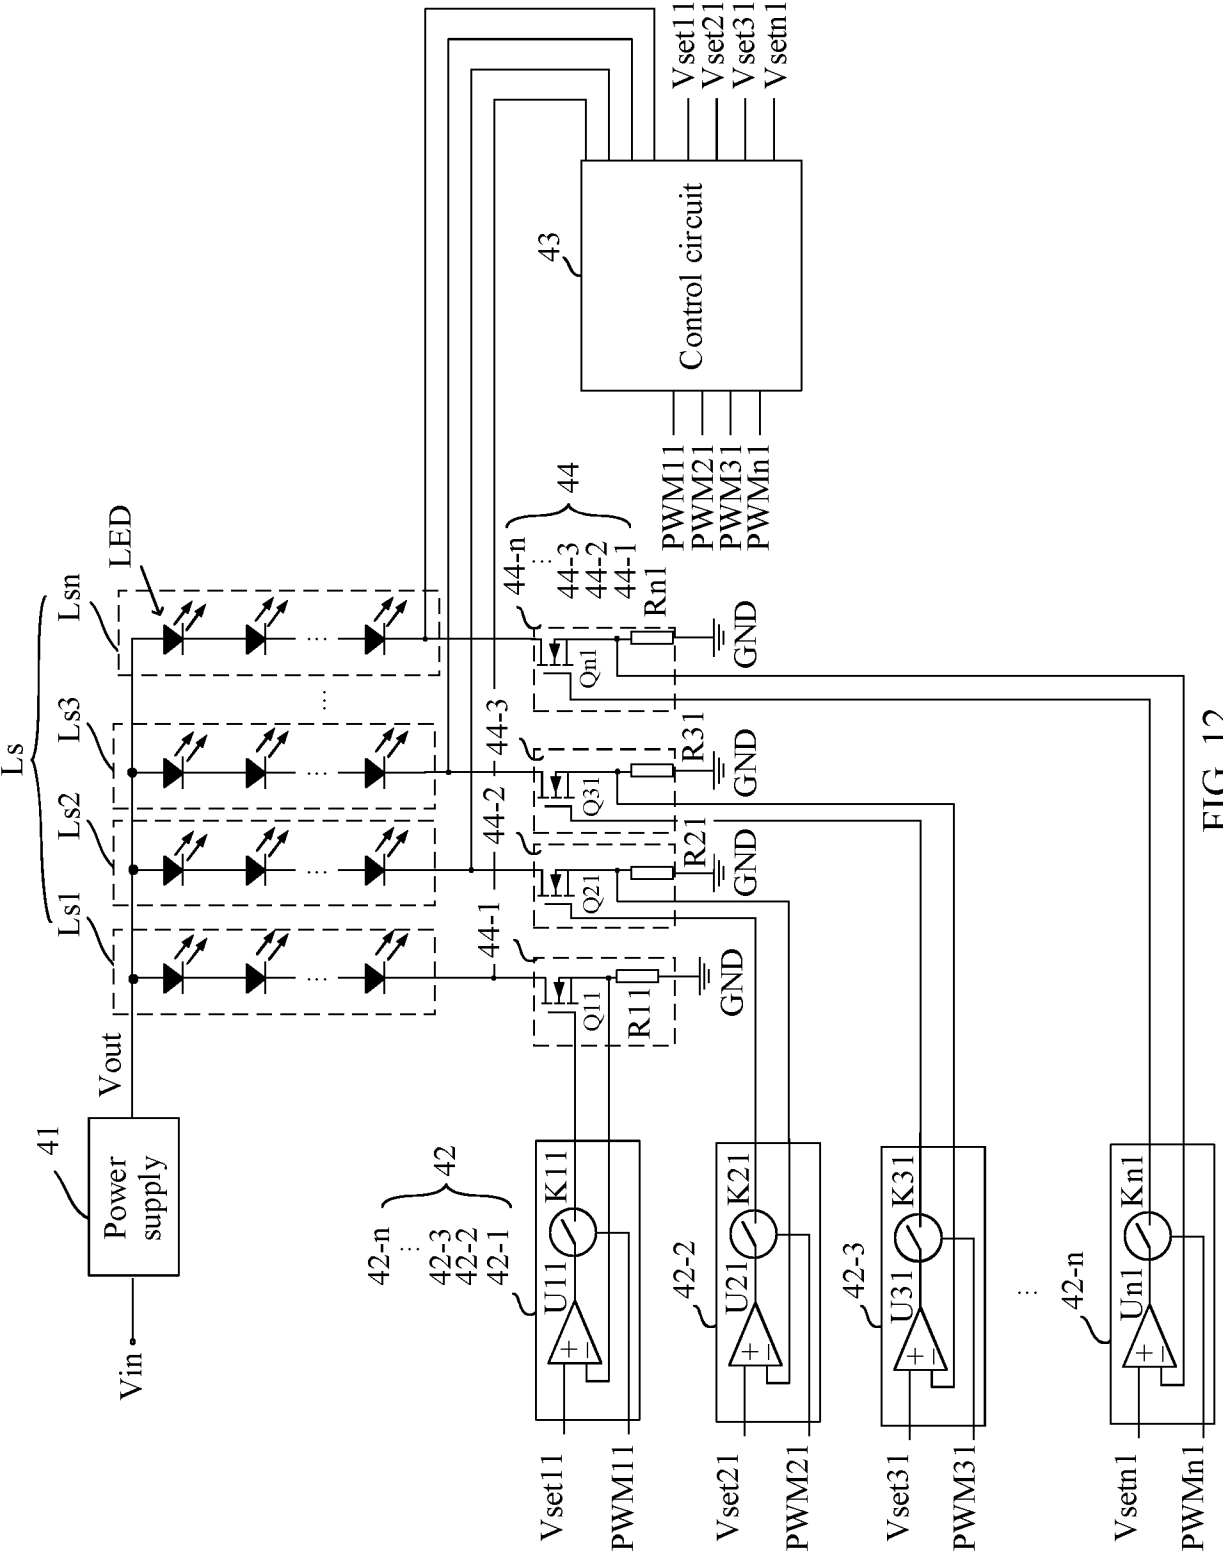 Vin
41
Power
supply
Vout
Ls
Ls1
Ls2
Ls3
Lsn
LED
...
...
...
...
...
42-n
...
42-3
42-2
42-1
42
44-1
44-2
44-3
44-n
...
44-3
44-2
44-1
44
Q11
R11
GND
Q21
R21
GND
Q31
R31
GND
Qn1
Rn1
GND
43
Control circuit
PWM11
PWM21
PWM31
PWMn1
Vset11
Vset21
Vset31
Vsetn1
Vset11
PWM11
U11
+
−
K11
42-2
Vset21
PWM21
U21
+
−
K21
42-3
Vset31
PWM31
U31
+
−
K31
...
42-n
Vsetn1
PWMn1
Un1
+
−
Kn1
FIG. 12